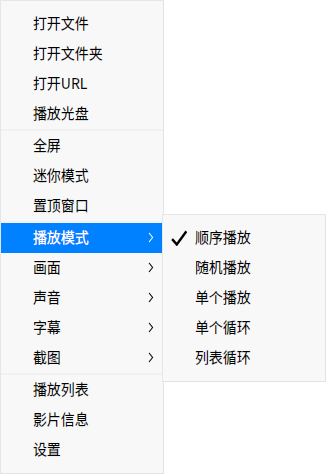 打开文件
打开文件夹
打开URL
播放光盘
全屏
迷你模式
置顶窗口
播放模式
画面
声音
字幕
截图
播放列表
影片信息
设置
顺序播放
随机播放
单个播放
单个循环
列表循环